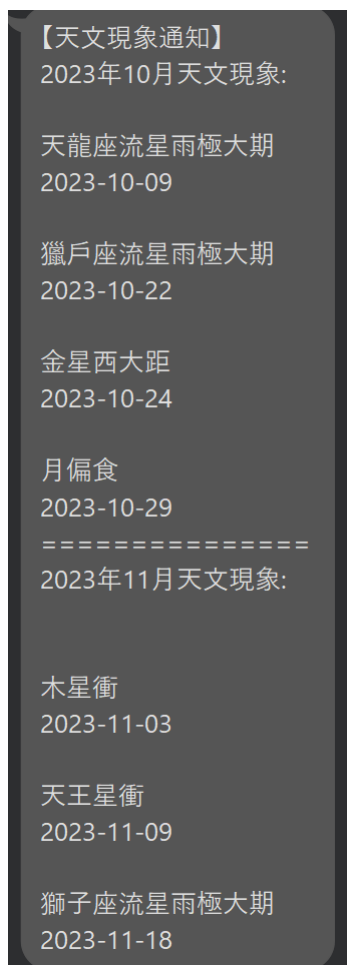 【天文現象通知】
2023年10月天文現象:
天龍座流星雨極大期
2023-10-09
獵戶座流星雨極大期
2023-10-22
金星西大距
2023-10-24
月偏食
2023-10-29
===============
2023年11月天文現象:
木星衝
2023-11-03
天王星衝
2023-11-09
獅子座流星雨極大期
2023-11-18